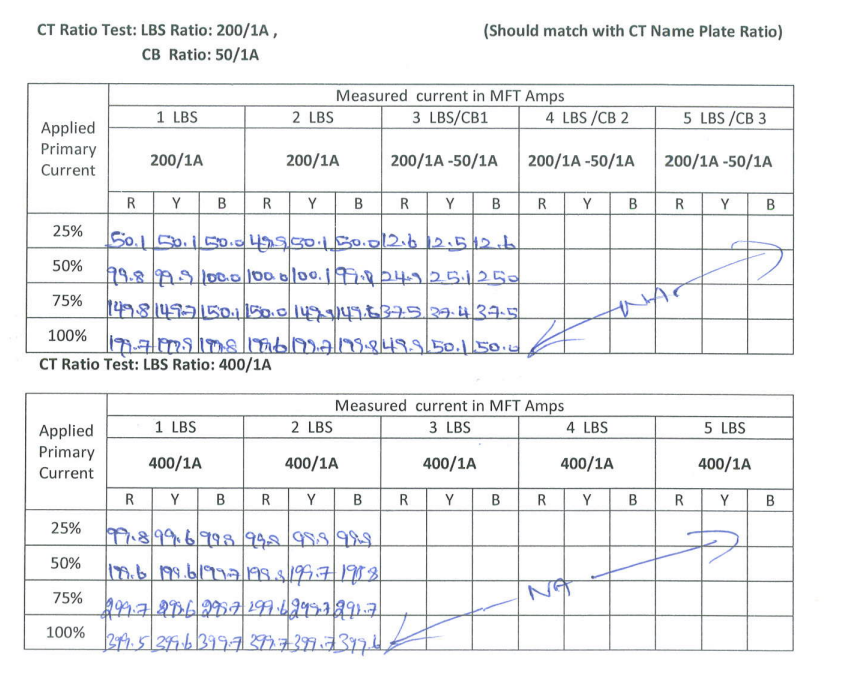 CT Ratio Test: LBS Ratio: 200/1A , (Should match with CT Name Plate Ratio)
CB Ratio: 50/1A
Applied Primary Current Measured current in MFT Amps
1 LBS 2 LBS 3 LBS/CB1 4 LBS /CB 2 5 LBS /CB 3
200/1A 200/1A 200/1A -50/1A 200/1A -50/1A 200/1A -50/1A
R Y B R Y B R Y B R Y B R Y B
25% 50.1 50.1 50.0 49.9 50.1 50.0 12.6 12.5 12.6
50% 99.8 99.9 100.0 100.0 100.1 99.8 24.9 25.1 25.0
75% 149.8 149.7 150.1 150.0 149.9 149.6 37.5 37.4 37.5
NA
100% 199.7 199.9 199.8 199.6 199.7 199.8 49.9 50.1 50.0
CT Ratio Test: LBS Ratio: 400/1A
Applied Primary Current Measured current in MFT Amps
1 LBS 2 LBS 3 LBS 4 LBS 5 LBS
400/1A 400/1A 400/1A 400/1A 400/1A
R Y B R Y B R Y B R Y B R Y B
25% 99.8 99.6 99.8 99.8 99.9
50% 199.6 199.6 199.7 199.8 199.7
75% 299.7 299.6 299.7 299.6 299.7
NA
100% 399.5 399.6 399.7 399.7 399.6